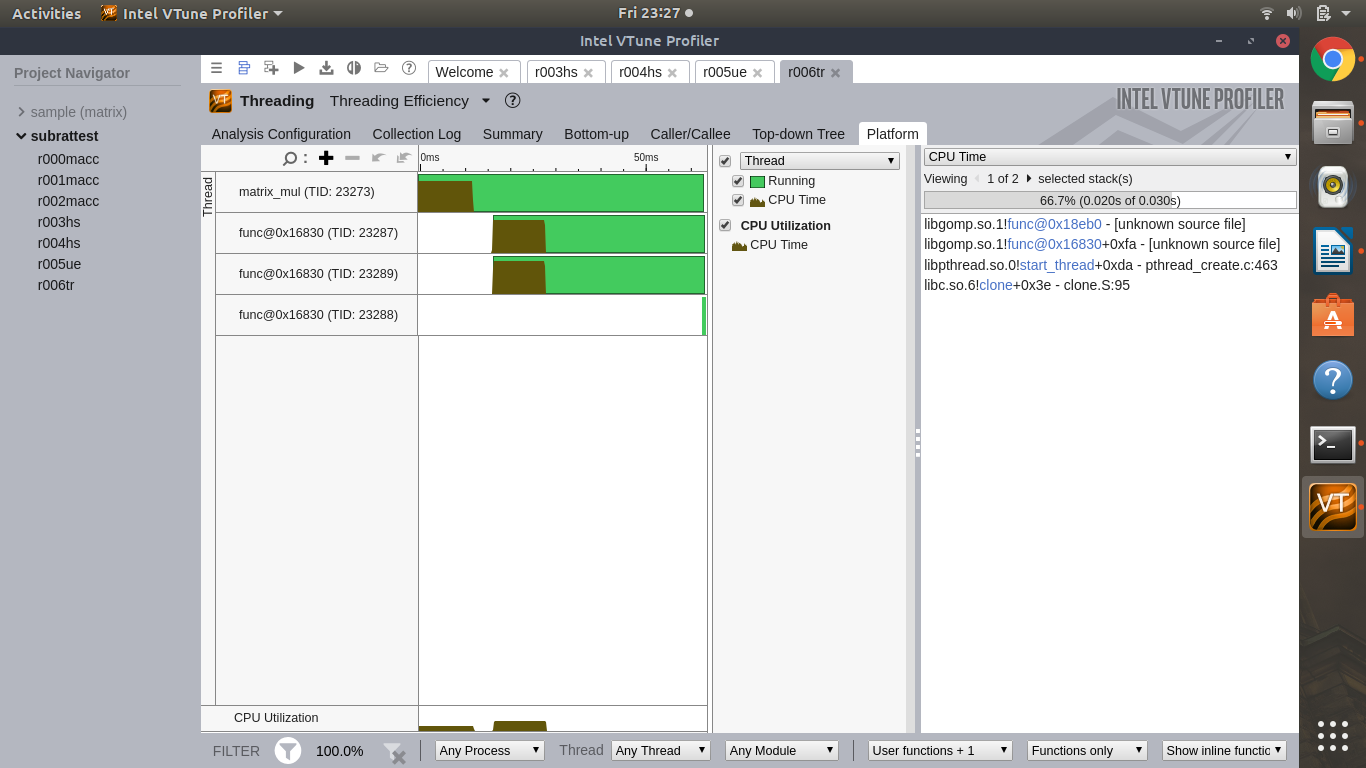 Activities
Intel VTune Profiler
Fri 23:27
Intel VTune Profiler
Project Navigator
sample (matrix)
subrattest
r000macc
r001macc
r002macc
r003hs
r004hs
r005ue
r006tr
Welcome
r003hs
r004hs
r005ue
r006tr
VT
Threading
Threading Efficiency
INTEL VTUNE PROFILER
Analysis Configuration
Collection Log
Summary
Bottom-up
Caller/Callee
Top-down Tree
Platform
0ms
50ms
Thread
matrix_mul (TID: 23273)
func@0x16830 (TID: 23287)
func@0x16830 (TID: 23289)
func@0x16830 (TID: 23288)
CPU Utilization
Thread
Running
CPU Time
CPU Utilization
CPU Time
CPU Time
Viewing 1 of 2 selected stack(s)
66.7% (0.020s of 0.030s)
libgomp.so.1!func@0x18eb0 - [unknown source file]
libgomp.so.1!func@0x16830+0xfa - [unknown source file]
libpthread.so.0!start_thread+0xda - pthread_create.c:463
libc.so.6!clone+0x3e - clone.S:95
FILTER
100.0%
Any Process
Thread
Any Thread
Any Module
User functions + 1
Functions only
Show inline functic
VT